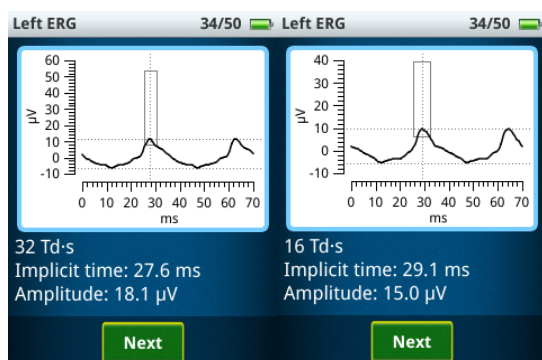 Left ERG 34/50
60
50
40
30
20
10
0
-10
µV
0 10 20 30 40 50 60 70
ms
32 Td·s
Implicit time: 27.6 ms
Amplitude: 18.1 µV
Next
Left ERG 34/50
40
30
20
10
0
-10
µV
0 10 20 30 40 50 60 70
ms
16 Td·s
Implicit time: 29.1 ms
Amplitude: 15.0 µV
Next